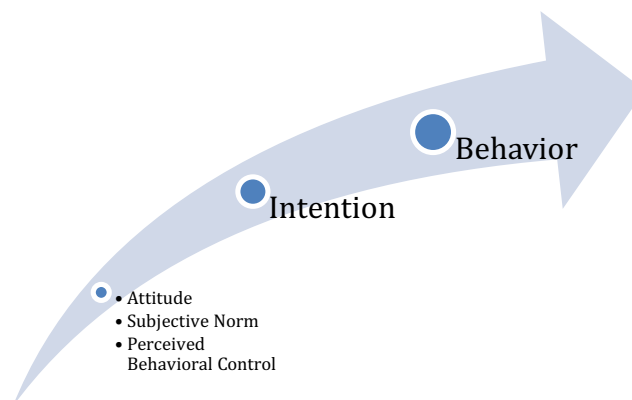 Behavior
Intention
• Attitude
• Subjective Norm
• Perceived
Behavioral Control